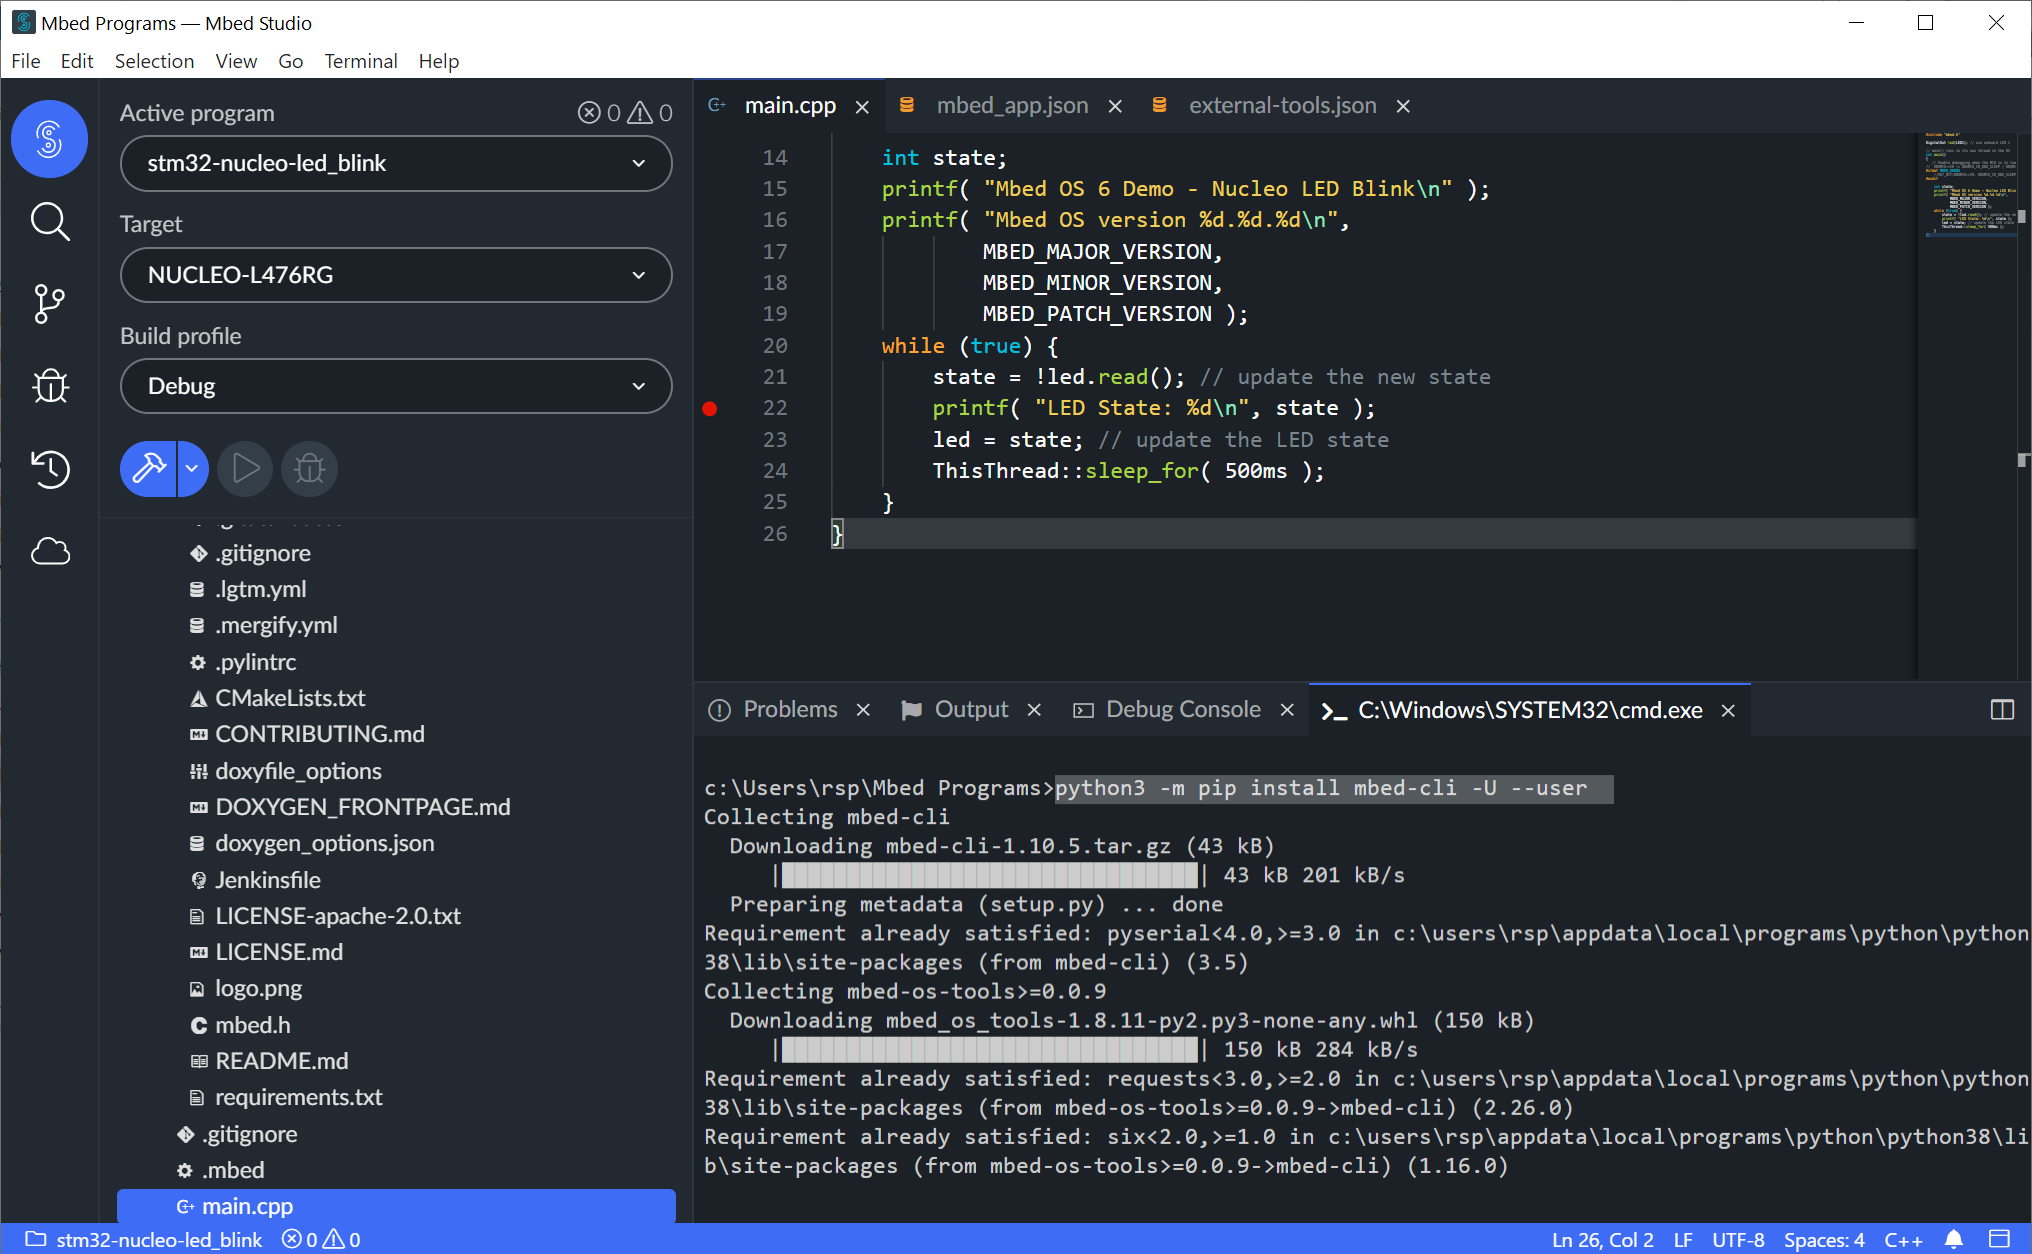 Mbed Programs — Mbed Studio
File Edit Selection View Go Terminal Help
Active program
0 0
stm32-nucleo-led_blink
Target
NUCLEO-L476RG
Build profile
Debug
.gitignore
.lgtm.yml
.mergify.yml
.pylintrc
CMakeLists.txt
CONTRIBUTING.md
doxyfile_options
DOXYGEN_FRONTPAGE.md
doxygen_options.json
Jenkinsfile
LICENSE-apache-2.0.txt
LICENSE.md
logo.png
mbed.h
README.md
requirements.txt
.gitignore
.mbed
main.cpp
main.cpp mbed_app.json external-tools.json
14 int state;
15 printf( "Mbed OS 6 Demo - Nucleo LED Blink\n" );
16 printf( "Mbed OS version %d.%d.%d\n",
17 MBED_MAJOR_VERSION,
18 MBED_MINOR_VERSION,
19 MBED_PATCH_VERSION );
20 while (true) {
21 state = !led.read(); // update the new state
22 printf( "LED State: %d\n", state );
23 led = state; // update the LED state
24 ThisThread::sleep_for( 500ms );
25 }
26 }
Problems Output Debug Console C:\Windows\SYSTEM32\cmd.exe
c:\Users\rsp\Mbed Programs>python3 -m pip install mbed-cli -U --user
Collecting mbed-cli
Downloading mbed-cli-1.10.5.tar.gz (43 kB)
| | 43 kB 201 kB/s
Preparing metadata (setup.py) ... done
Requirement already satisfied: pyserial<4.0,>=3.0 in c:\users\rsp\appdata\local\programs\python\python
38\lib\site-packages (from mbed-cli) (3.5)
Collecting mbed-os-tools>=0.0.9
Downloading mbed_os_tools-1.8.11-py2.py3-none-any.whl (150 kB)
| | 150 kB 284 kB/s
Requirement already satisfied: requests<3.0,>=2.0 in c:\users\rsp\appdata\local\programs\python\python
38\lib\site-packages (from mbed-os-tools>=0.0.9->mbed-cli) (2.26.0)
Requirement already satisfied: six<2.0,>=1.0 in c:\users\rsp\appdata\local\programs\python\python38\li
b\site-packages (from mbed-os-tools>=0.0.9->mbed-cli) (1.16.0)
stm32-nucleo-led_blink 0 0 Ln 26, Col 2 LF UTF-8 Spaces: 4 C++